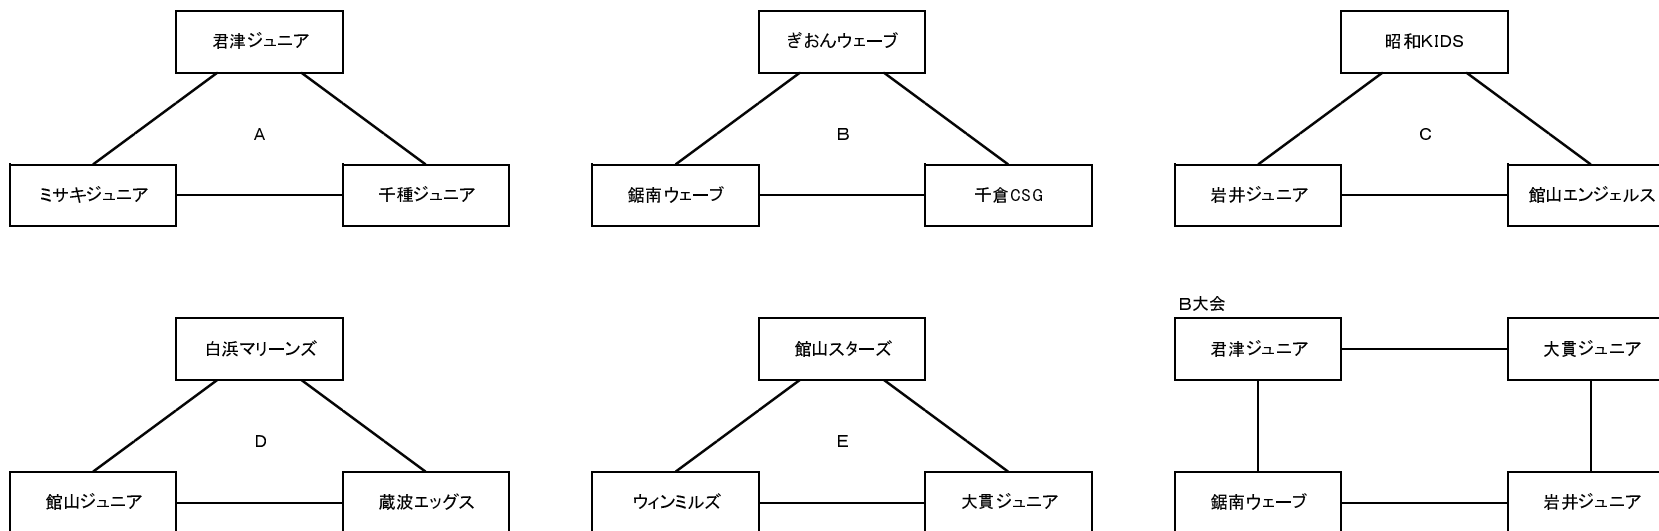 君津ジュニア
ぎおんウェーブ
昭和KIDS
A
B
C
ミサキジュニア
千種ジュニア
鋸南ウェーブ
千倉CSG
岩井ジュニア
館山エンジェルス
B大会
白浜マリーンズ
館山スターズ
君津ジュニア
大貫ジュニア
D
E
館山ジュニア
蔵波エッグス
ウィンミルズ
大貫ジュニア
鋸南ウェーブ
岩井ジュニア